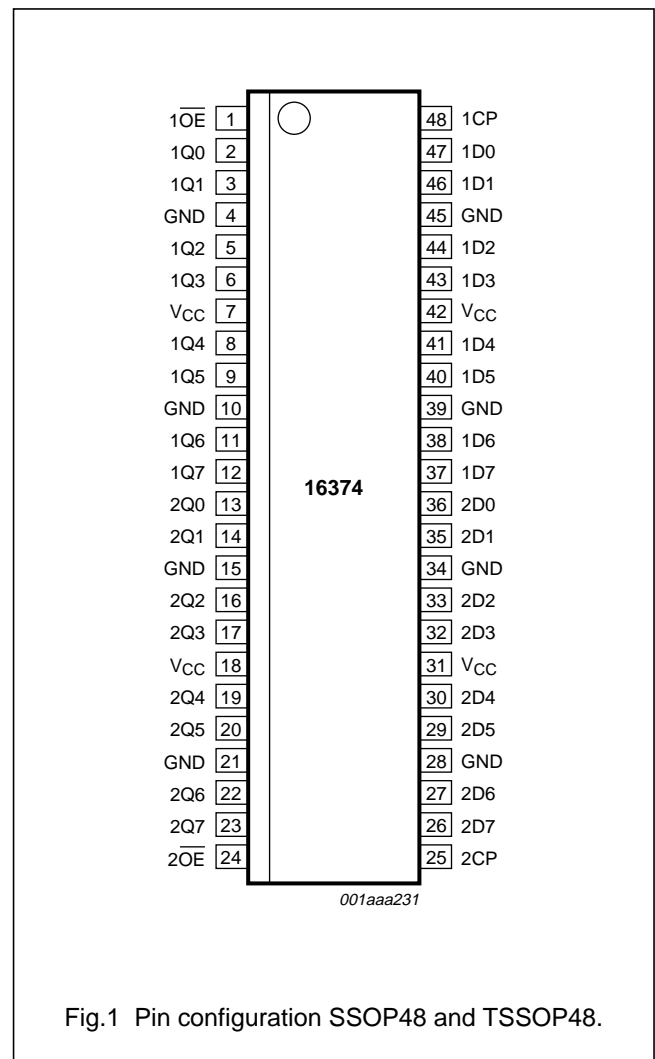 1O̅E̅ 1 48 1CP
1Q0 2 47 1D0
1Q1 3 46 1D1
GND 4 45 GND
1Q2 5 44 1D2
1Q3 6 43 1D3
VCC 7 42 VCC
1Q4 8 41 1D4
1Q5 9 40 1D5
GND 10 39 GND
1Q6 11 38 1D6
1Q7 12 37 1D7
16374
2Q0 13 36 2D0
2Q1 14 35 2D1
GND 15 34 GND
2Q2 16 33 2D2
2Q3 17 32 2D3
VCC 18 31 VCC
2Q4 19 30 2D4
2Q5 20 29 2D5
GND 21 28 GND
2Q6 22 27 2D6
2Q7 23 26 2D7
2O̅E̅ 24 25 2CP
001aaa231
Fig.1 Pin configuration SSOP48 and TSSOP48.